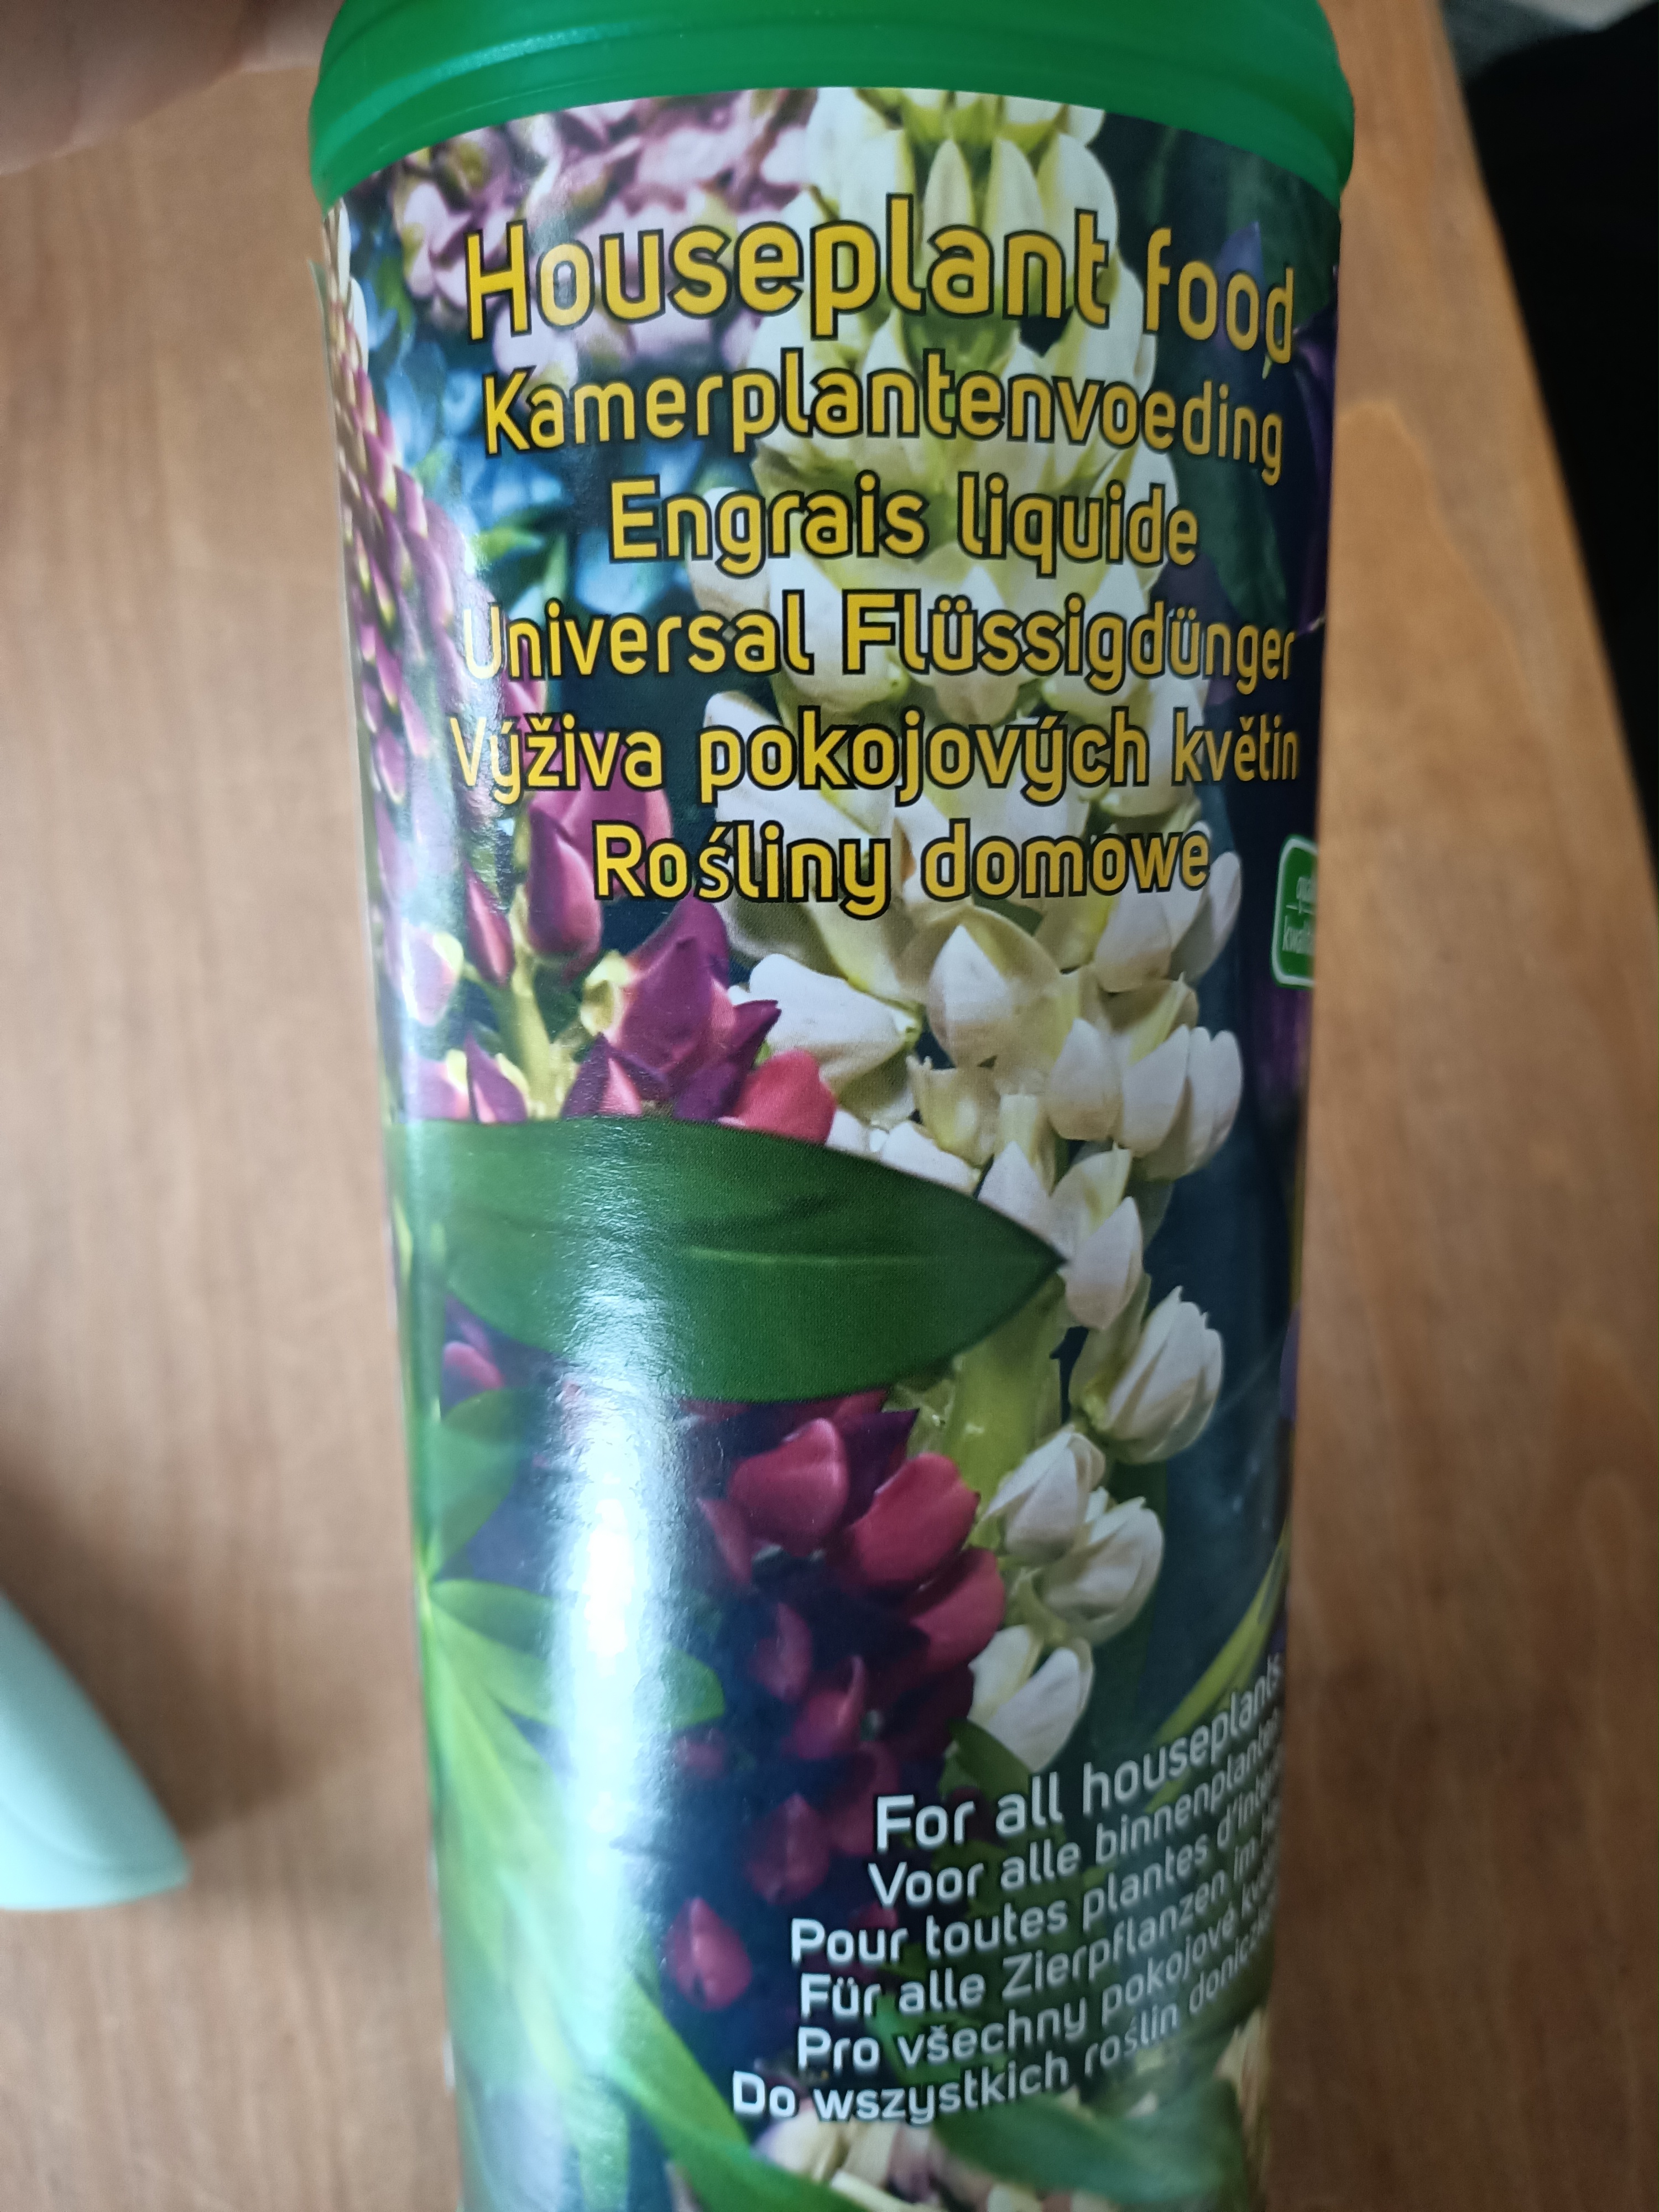 Houseplant food
Kamerplantenvoeding
Engrais liquide
Universal Flüssigdünger
Výživa pokojových květin
Rośliny domowe
For all houseplants
Voor alle binnenplanten
Pour toutes plantes
Für alle Zierpflanzen im
Pro všechny pokojové
Do wszystkich roślin